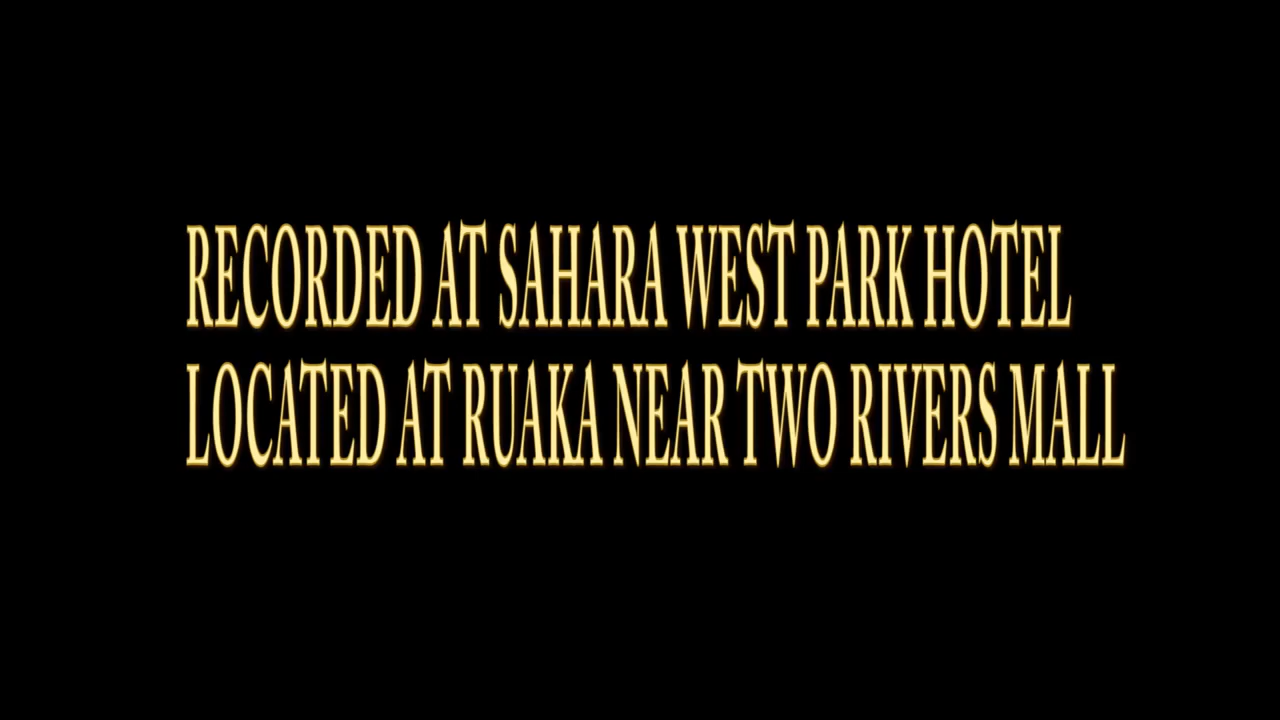 RECORDED AT SAHARA WEST PARK HOTEL
LOCATED AT RUAKA NEAR TWO RIVERS MALL